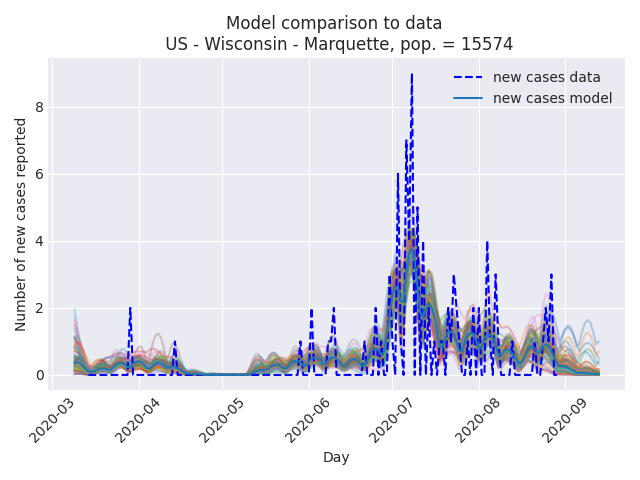 Model comparison to data
US - Wisconsin - Marquette, pop. = 15574
new cases data
new cases model
Number of new cases reported
8
6
4
2
0
2020-03
2020-04
2020-05
2020-06
2020-07
2020-08
2020-09
Day